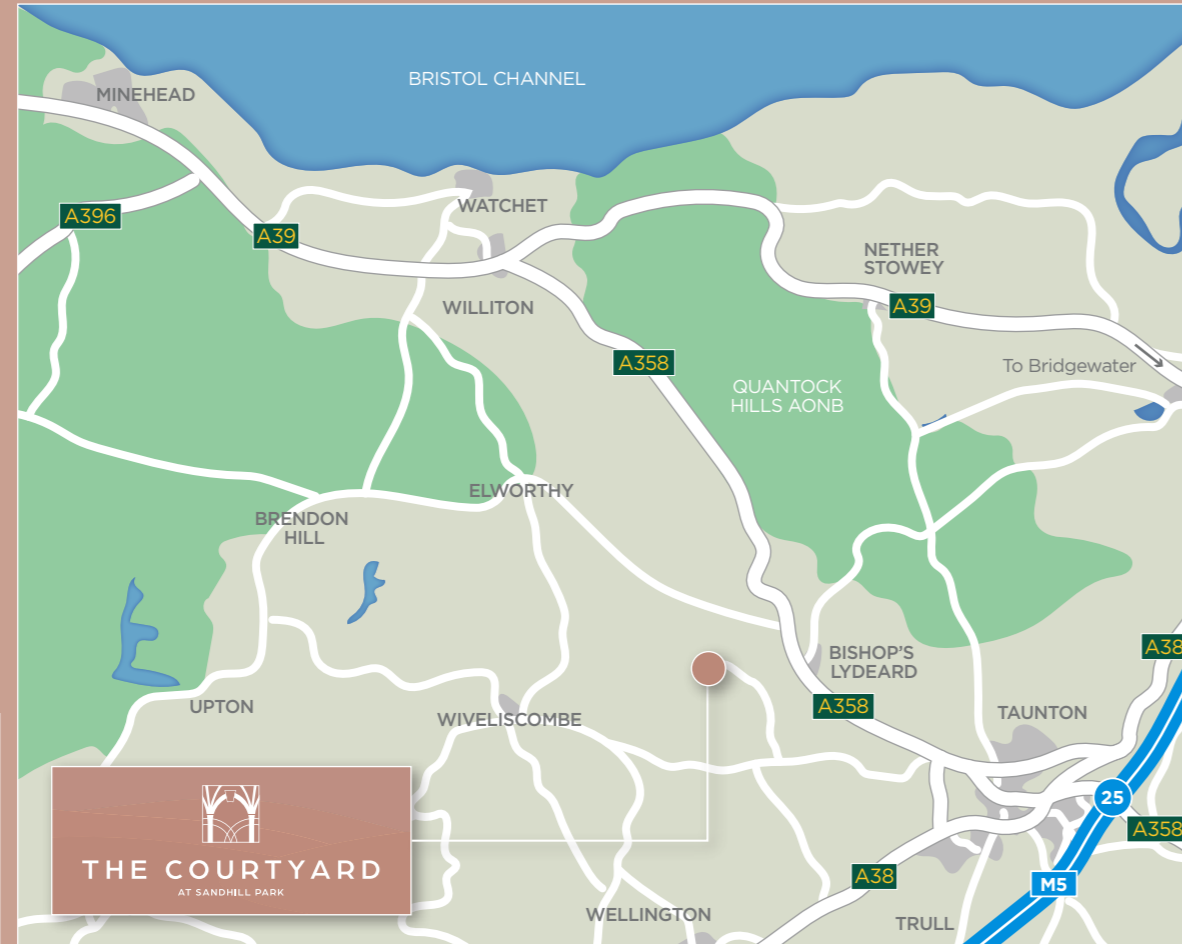 BRISTOL CHANNEL
MINEHEAD
WATCHET
A396
A39
NETHER
STOWEY
WILLITON
A39
A358
To Bridgewater
QUANTOCK
HILLS AONB
ELWORTHY
BRENDON
HILL
A38
BISHOP'S
LYDEARD
UPTON
A358
TAUNTON
WIVELISCOMBE
25
A358
THE COURTYARD
AT SANDHILL PARK
A38
M5
WELLINGTON
TRULL